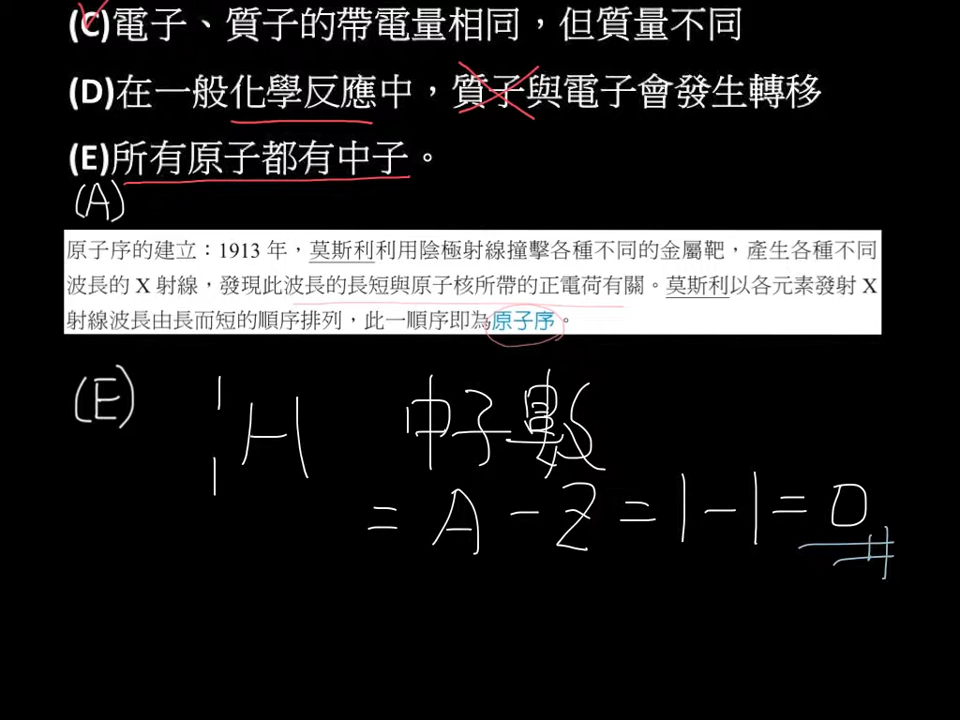 (C)電子、質子的帶電量相同，但質量不同
(D)在一般化學反應中，質子與電子會發生轉移
(E)所有原子都有中子。
(A)
原子序的建立：1913 年，莫斯利利用陰極射線撞擊各種不同的金屬靶，產生各種不同
波長的 X 射線，發現此波長的長短與原子核所帶的正電荷有關。莫斯利以各元素發射 X
射線波長由長而短的順序排列，此一順序即為原子序。
(E) 1 1 H 中子數
= A - Z = 1 - 1 = 0